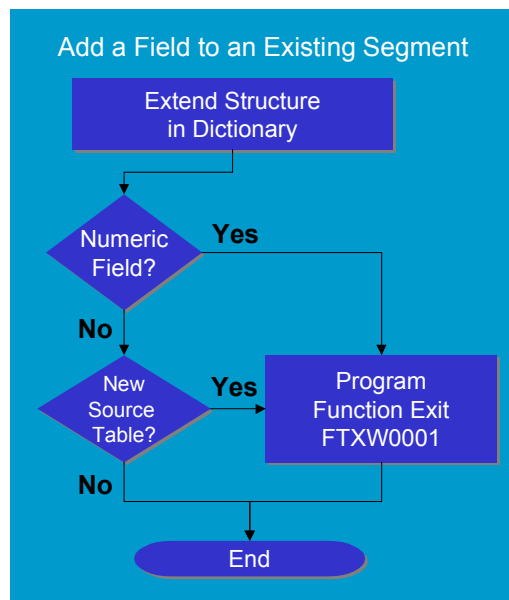 Add a Field to an Existing Segment
Extend Structure
in Dictionary
Numeric
Field?
Yes
No
New
Source
Table?
Yes
Program
Function Exit
FTXW0001
No
End